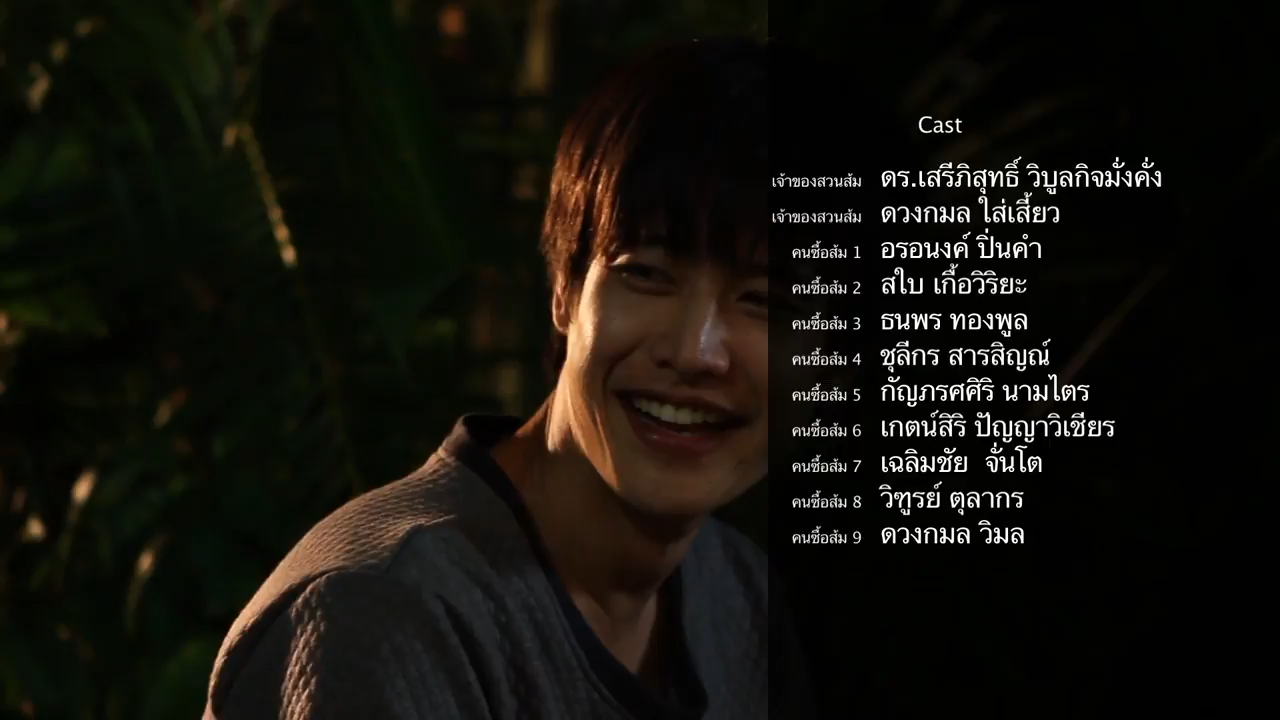 Cast
เจ้าของสวนส้ม ดร.เสรีภิสุทธิ์ วิบูลกิจมั่งคั่ง
เจ้าของสวนส้ม ดวงกมล ใส่เสี้ยว
คนซื้อส้ม 1 อรอนงค์ ปิ่นคำ
คนซื้อส้ม 2 สใบ เกื้อวิริยะ
คนซื้อส้ม 3 ธนพร ทองพูล
คนซื้อส้ม 4 ชุลีกร สารสิญณ์
คนซื้อส้ม 5 กัญภรศศิริ นามไตร
คนซื้อส้ม 6 เกตน์สิริ ปัญญาวิเชียร
คนซื้อส้ม 7 เฉลิมชัย จั่นโต
คนซื้อส้ม 8 วิฑูรย์ ตุลากร
คนซื้อส้ม 9 ดวงกมล วิมล